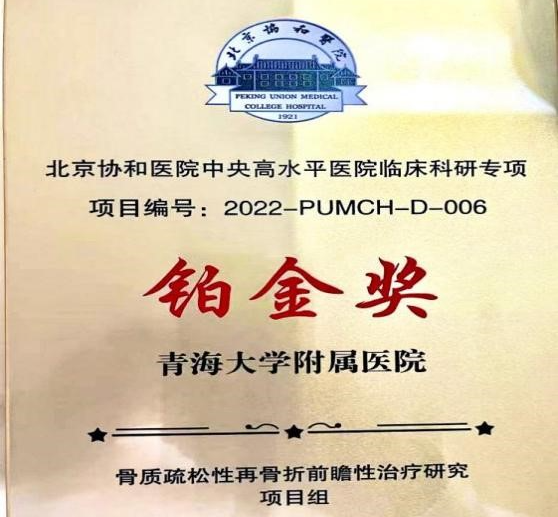 北京协和医院
PEKING UNION MEDICAL
COLLEGE HOSPITAL
1921
北京协和医院中央高水平医院临床科研专项
项目编号：2022-PUMCH-D-006
铂金奖
青海大学附属医院
骨质疏松性再骨折前瞻性治疗研究
项目组